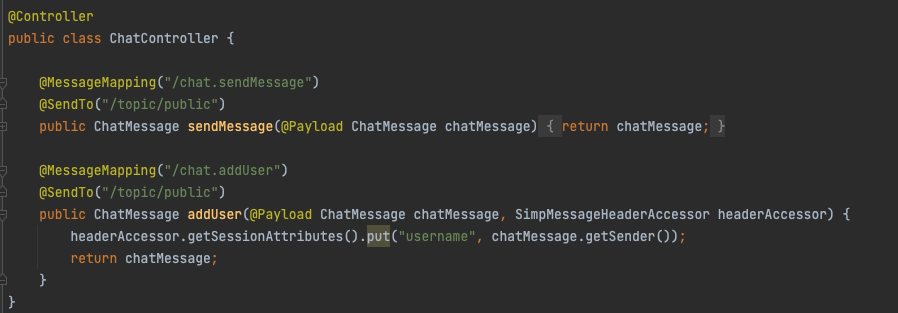 @Controller
public class ChatController {
@MessageMapping("/chat.sendMessage")
@SendTo("/topic/public")
public ChatMessage sendMessage(@Payload ChatMessage chatMessage) { return chatMessage; }
@MessageMapping("/chat.addUser")
@SendTo("/topic/public")
public ChatMessage addUser(@Payload ChatMessage chatMessage, SimpMessageHeaderAccessor headerAccessor) {
headerAccessor.getSessionAttributes().put("username", chatMessage.getSender());
return chatMessage;
}
}